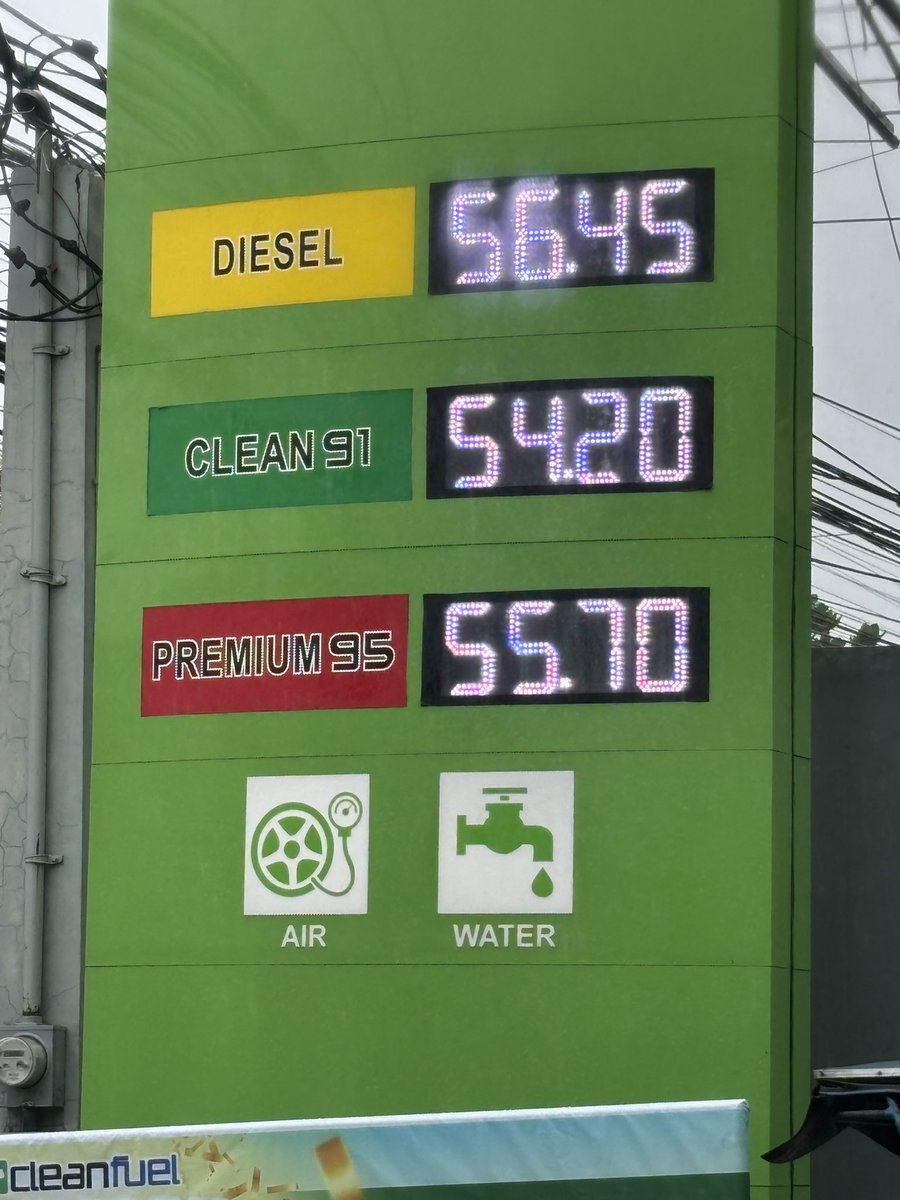 DIESEL 56.45
CLEAN 91 54.20
PREMIUM 95 55.70
AIR WATER
cleanfuel